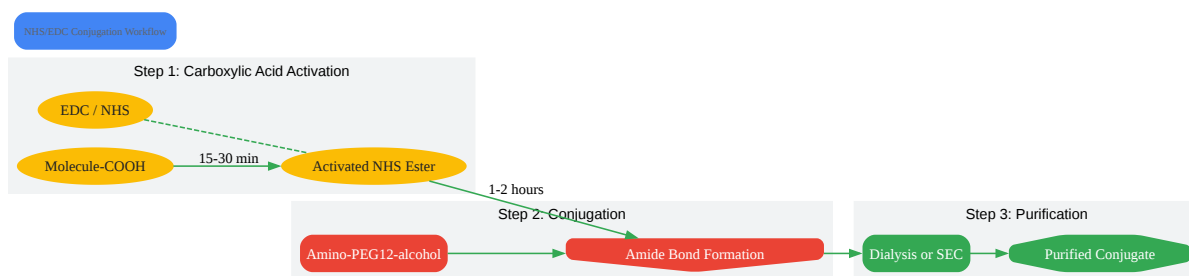 NHS/EDC Conjugation Workflow
Step 1: Carboxylic Acid Activation
EDC / NHS
Molecule-COOH
15-30 min
Activated NHS Ester
1-2 hours
Step 2: Conjugation
Amino-PEG12-alcohol
Amide Bond Formation
Step 3: Purification
Dialysis or SEC
Purified Conjugate